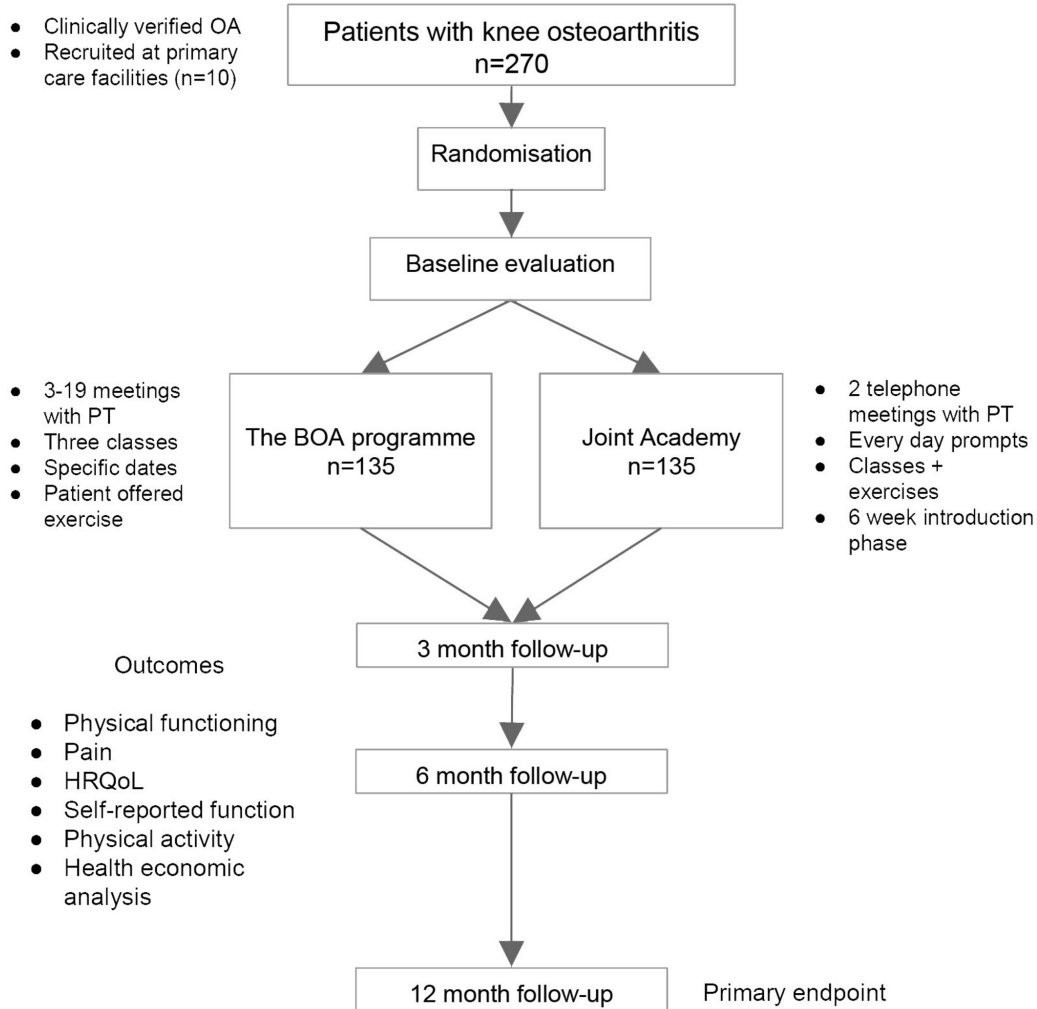 ● Clinically verified OA
● Recruited at primary
care facilities (n=10)
Patients with knee osteoarthritis
n=270
Randomisation
Baseline evaluation
● 3-19 meetings
with PT
● Three classes
● Specific dates
● Patient offered
exercise
The BOA programme
n=135
Joint Academy
n=135
● 2 telephone
meetings with PT
● Every day prompts
● Classes +
exercises
● 6 week introduction
phase
3 month follow-up
Outcomes
● Physical functioning
● Pain
● HRQoL
● Self-reported function
● Physical activity
● Health economic
analysis
6 month follow-up
12 month follow-up
Primary endpoint